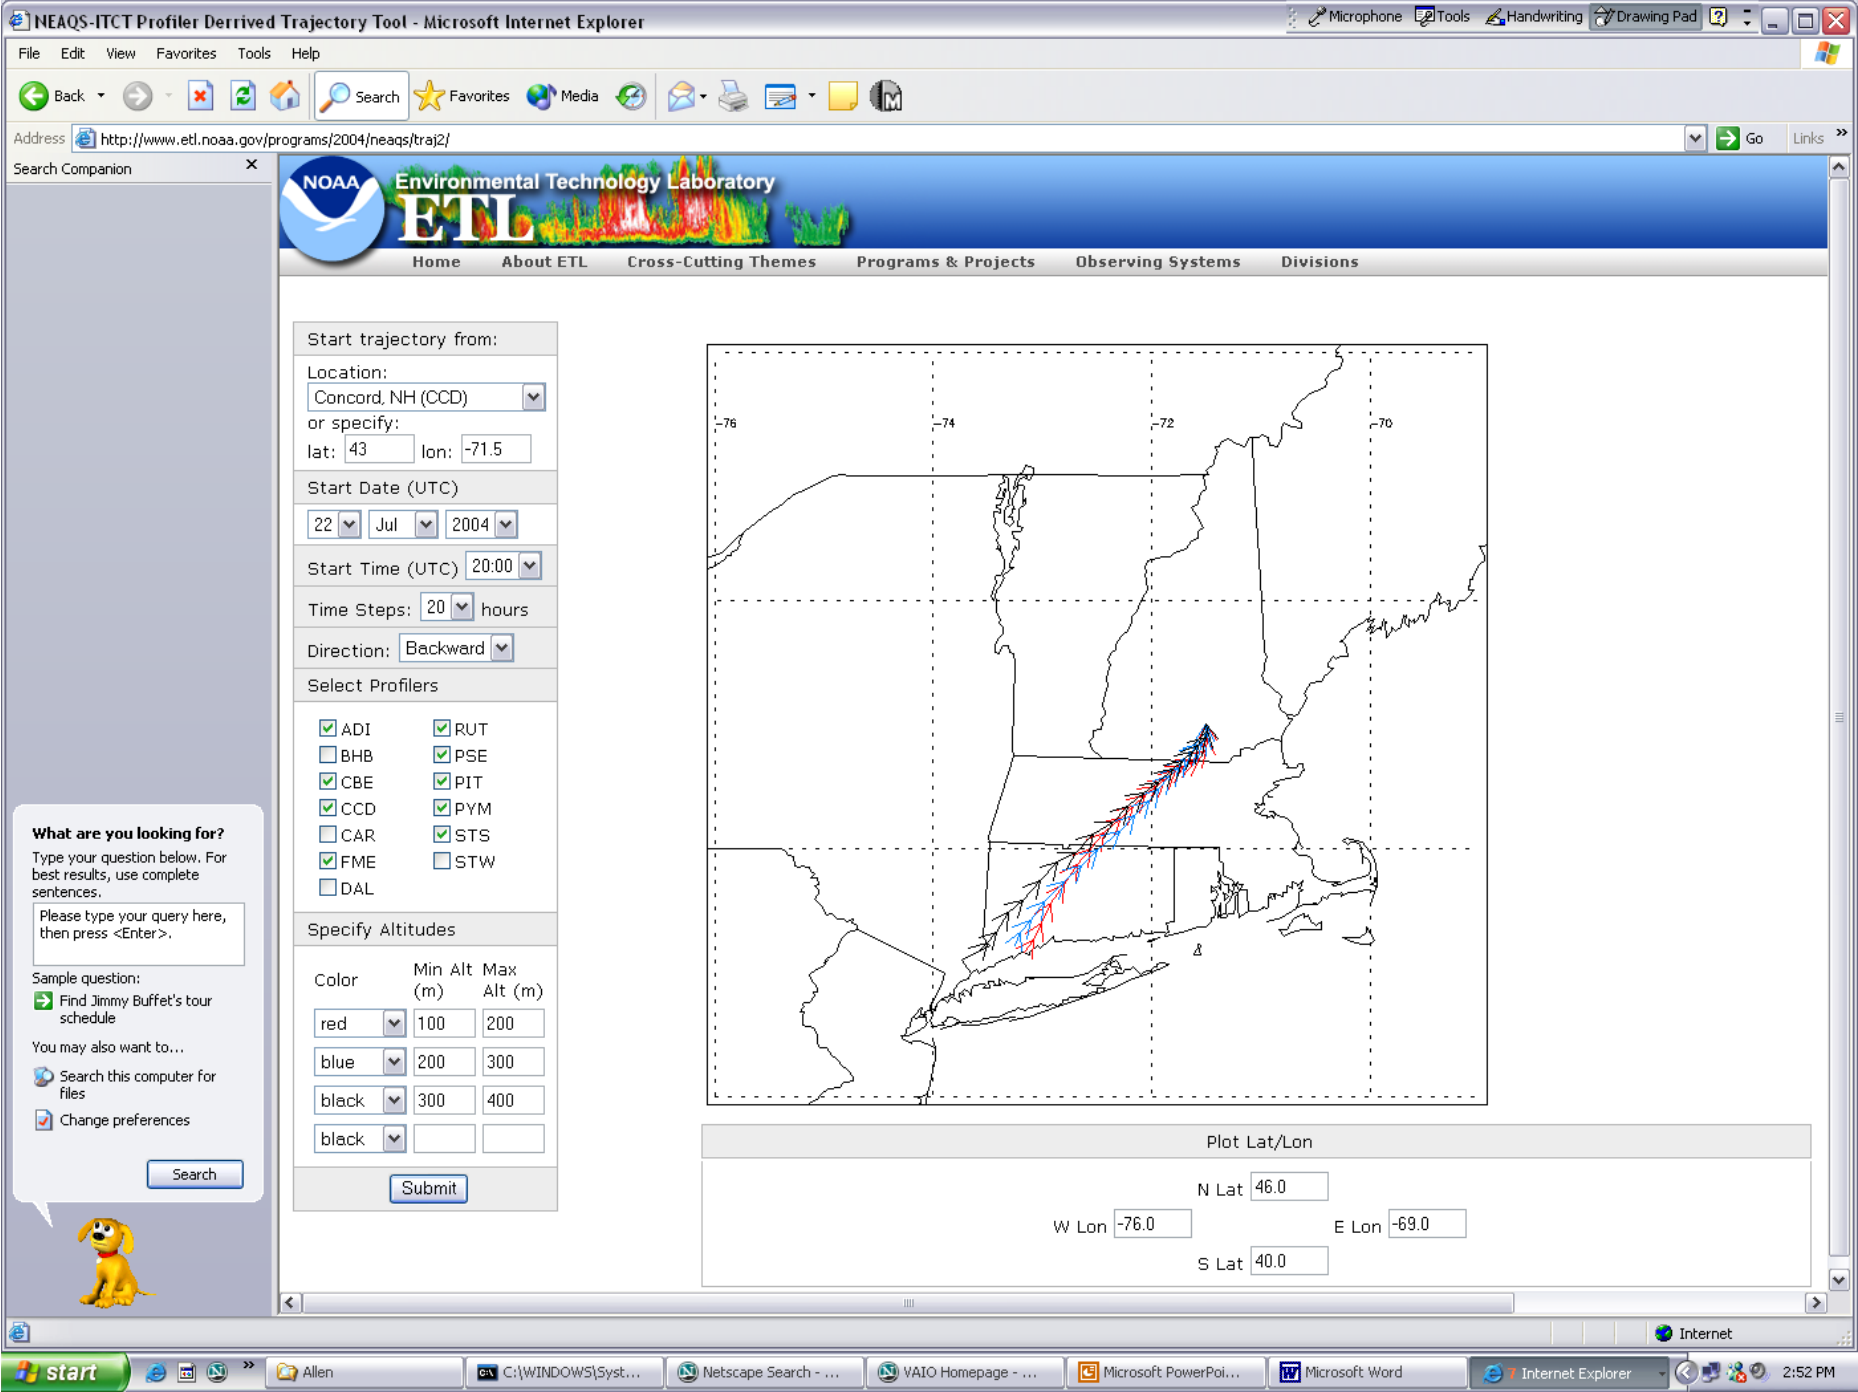 NEAQS-ITCT Profiler Derrived Trajectory Tool - Microsoft Internet Explorer
Microphone Tools Handwriting Drawing Pad
File Edit View Favorites Tools Help
Back Search Favorites Media
Address http://www.etl.noaa.gov/programs/2004/neaqs/traj2/ Go Links »
Search Companion
NOAA
Environmental Technology Laboratory
ETL
Home About ETL Cross-Cutting Themes Programs & Projects Observing Systems Divisions
Start trajectory from:
Location:
Concord, NH (CCD)
or specify:
lat: 43 lon: -71.5
Start Date (UTC)
22 Jul 2004
Start Time (UTC) 20:00
Time Steps: 20 hours
Direction: Backward
Select Profilers
ADI RUT
BHB PSE
CBE PIT
CCD PYM
CAR STS
FME STW
DAL
Specify Altitudes
Color Min Alt (m) Max Alt (m)
red 100 200
blue 200 300
black 300 400
black
Submit
-76 -74 -72 -70
Plot Lat/Lon
N Lat 46.0
W Lon -76.0 E Lon -69.0
S Lat 40.0
What are you looking for?
Type your question below. For
best results, use complete
sentences.
Please type your query here,
then press <Enter>.
Sample question:
Find Jimmy Buffet's tour
schedule
You may also want to...
Search this computer for
files
Change preferences
Search
Internet
start » Allen C:\WINDOWS\Syst... Netscape Search - ... VAIO Homepage - ... Microsoft PowerPoi... Microsoft Word 7 Internet Explorer 2:52 PM